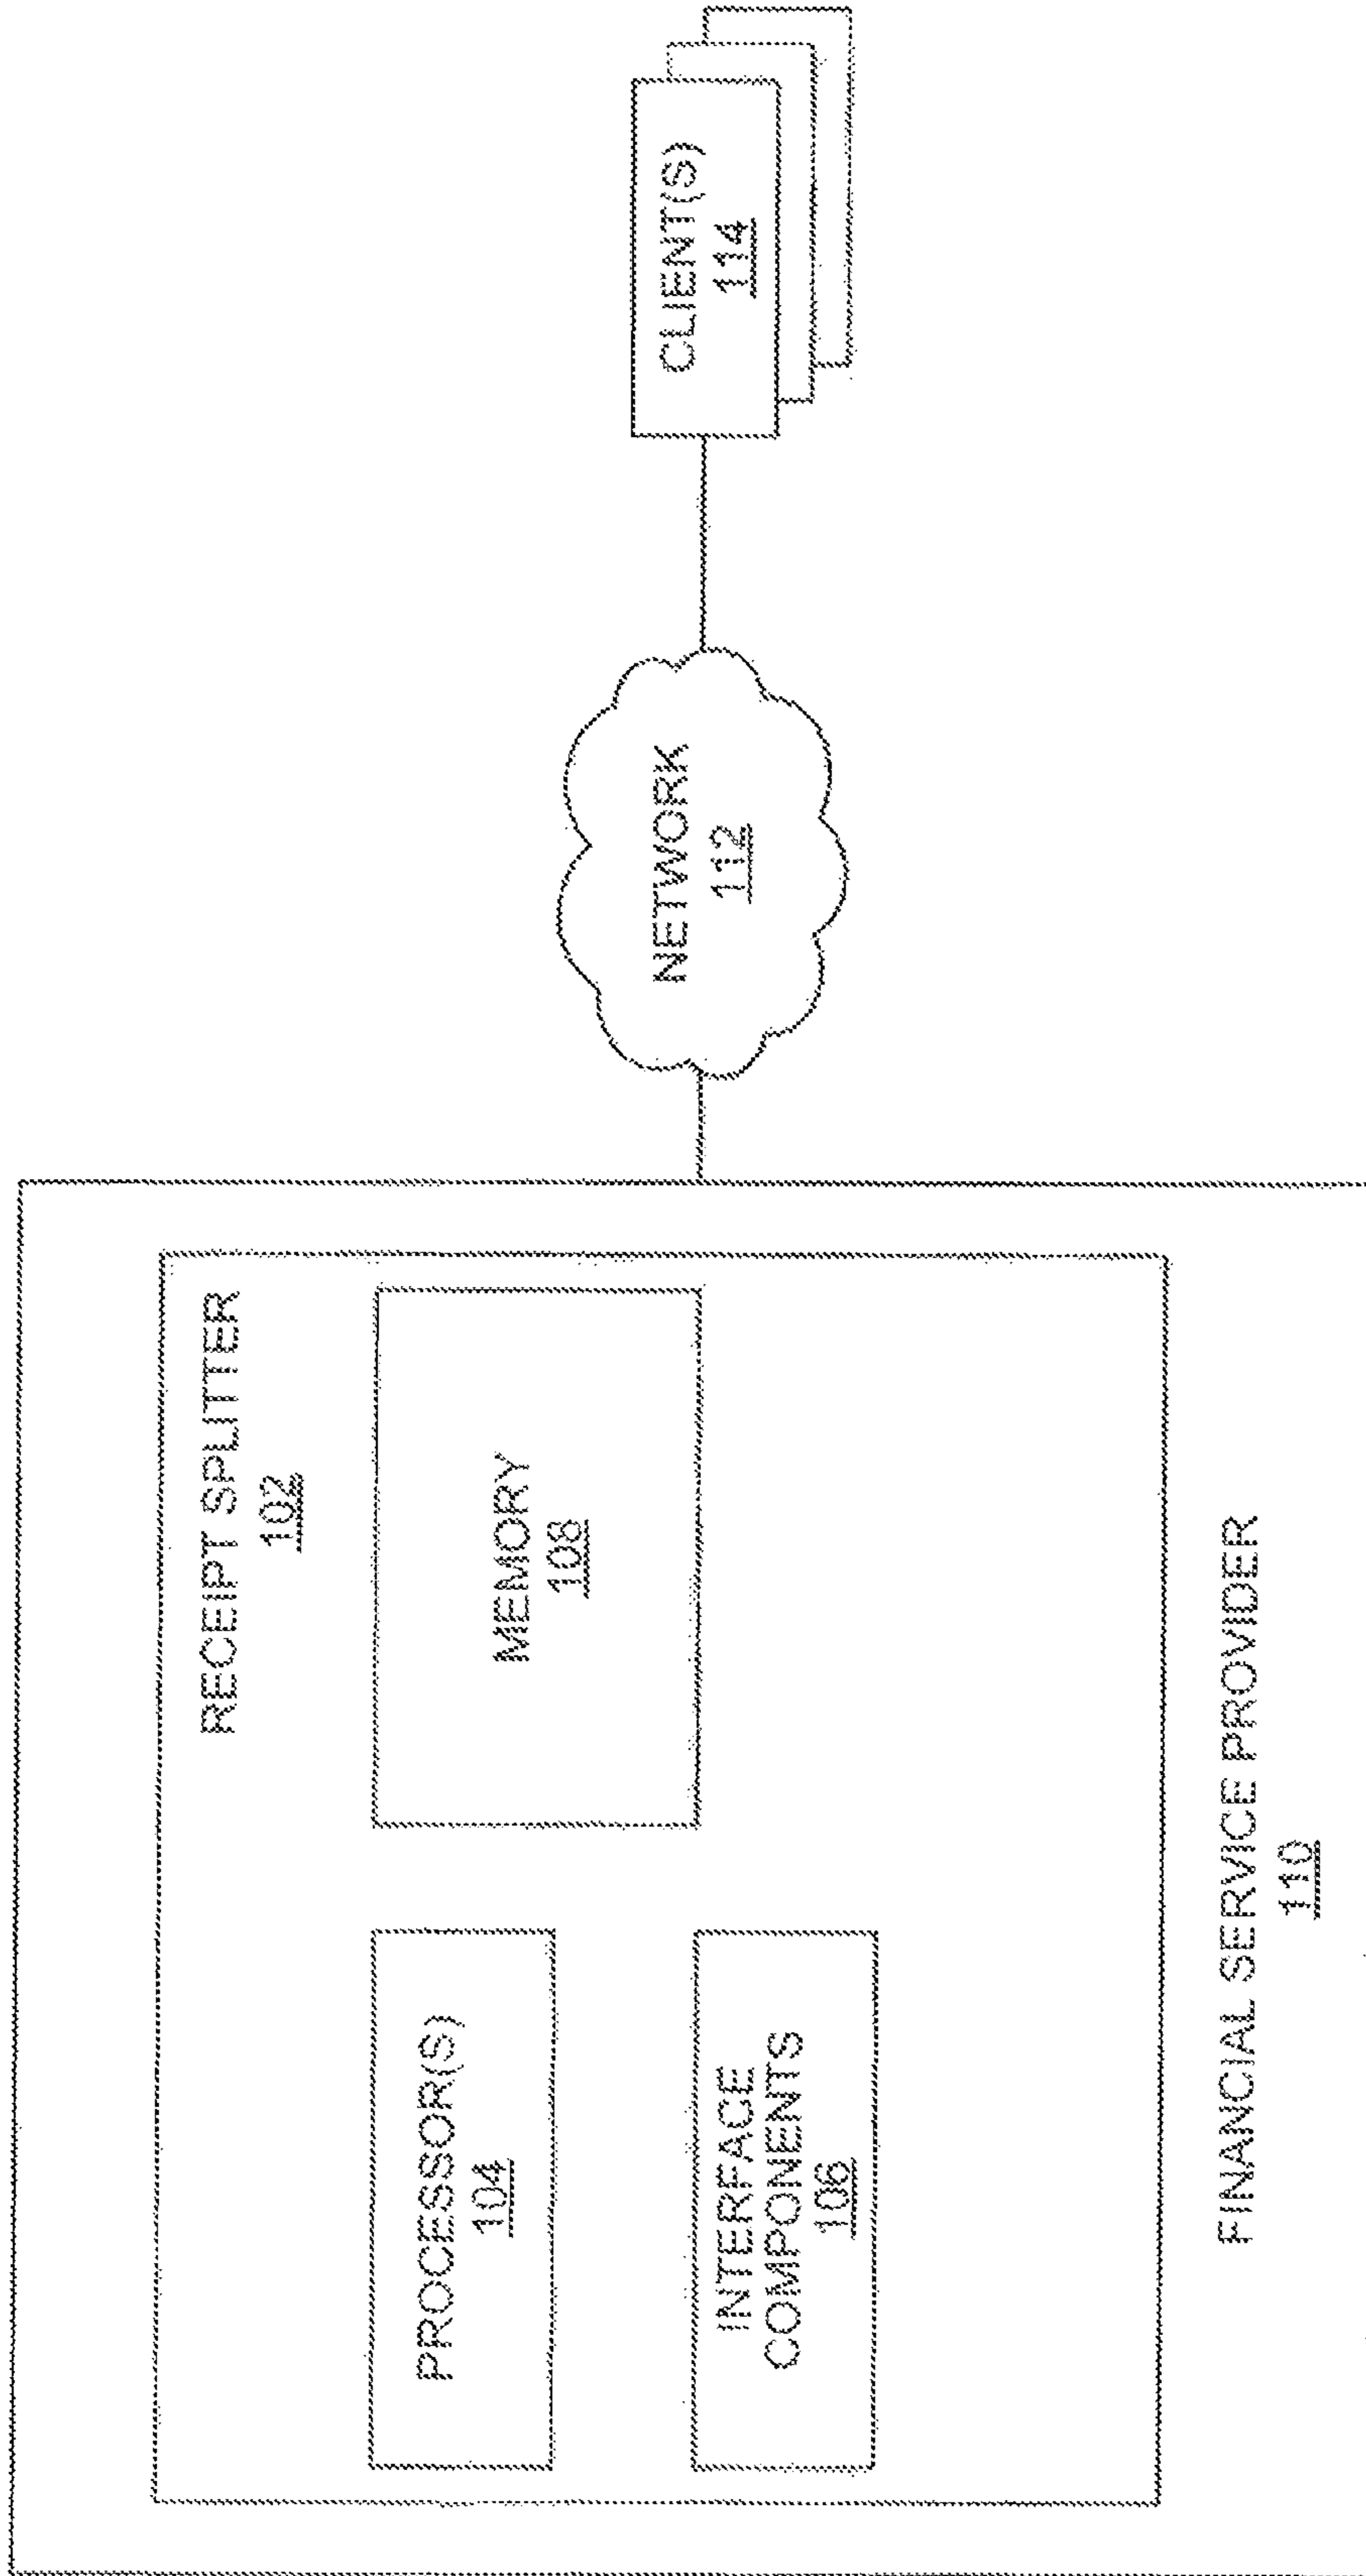 RECEIPT SPLITTER
102
PROCESSOR(S)
104
MEMORY
108
INTERFACE
COMPONENTS
106
FINANCIAL SERVICE PROVIDER
110
NETWORK
112
CLIENT(S)
114